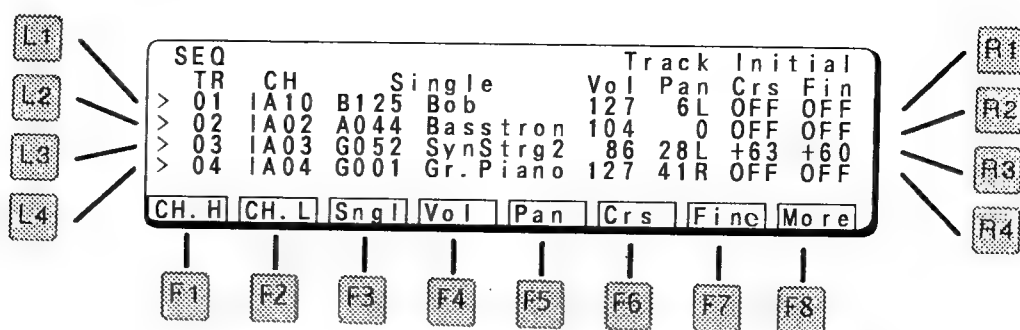 L1
L2
L3
L4
SEQ Track Initial
TR CH Single Vol Pan Crs Fin
> 01 IA10 B125 Bob 127 6L OFF OFF
> 02 IA02 A044 Basstron 104 0 OFF OFF
> 03 IA03 G052 SynStrg2 86 28L +63 +60
> 04 IA04 G001 Gr.Piano 127 41R OFF OFF
CH.H CH.L Sngl Vol Pan Crs Fine More
R1
R2
R3
R4
F1 F2 F3 F4 F5 F6 F7 F8